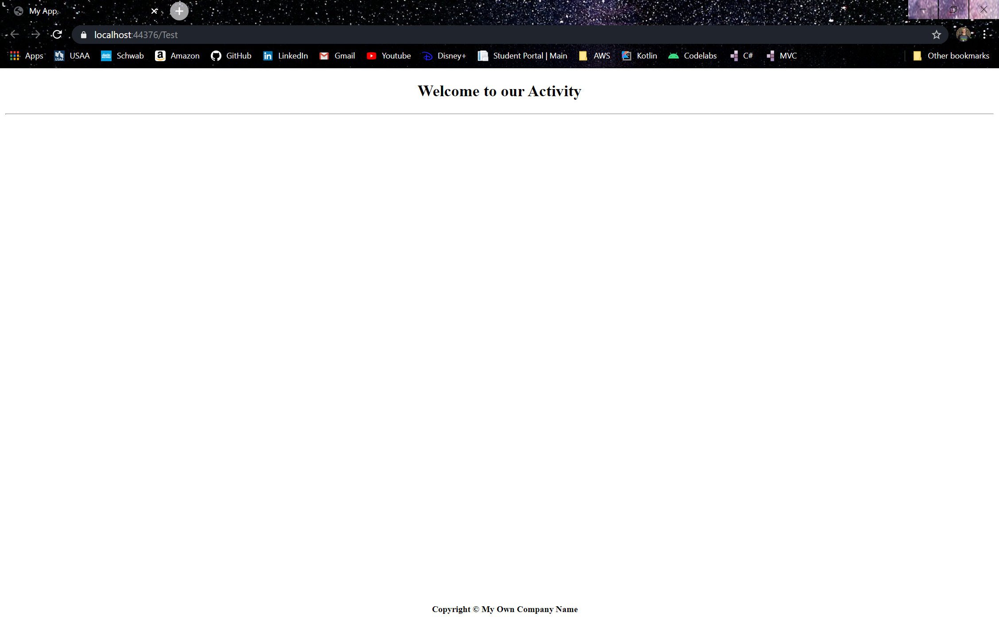 My App
localhost:44376/Test
Apps USAA Schwab Amazon GitHub LinkedIn Gmail Youtube Disney+ Student Portal | Main AWS Kotlin Codelabs C# MVC Other bookmarks
Welcome to our Activity
Copyright © My Own Company Name